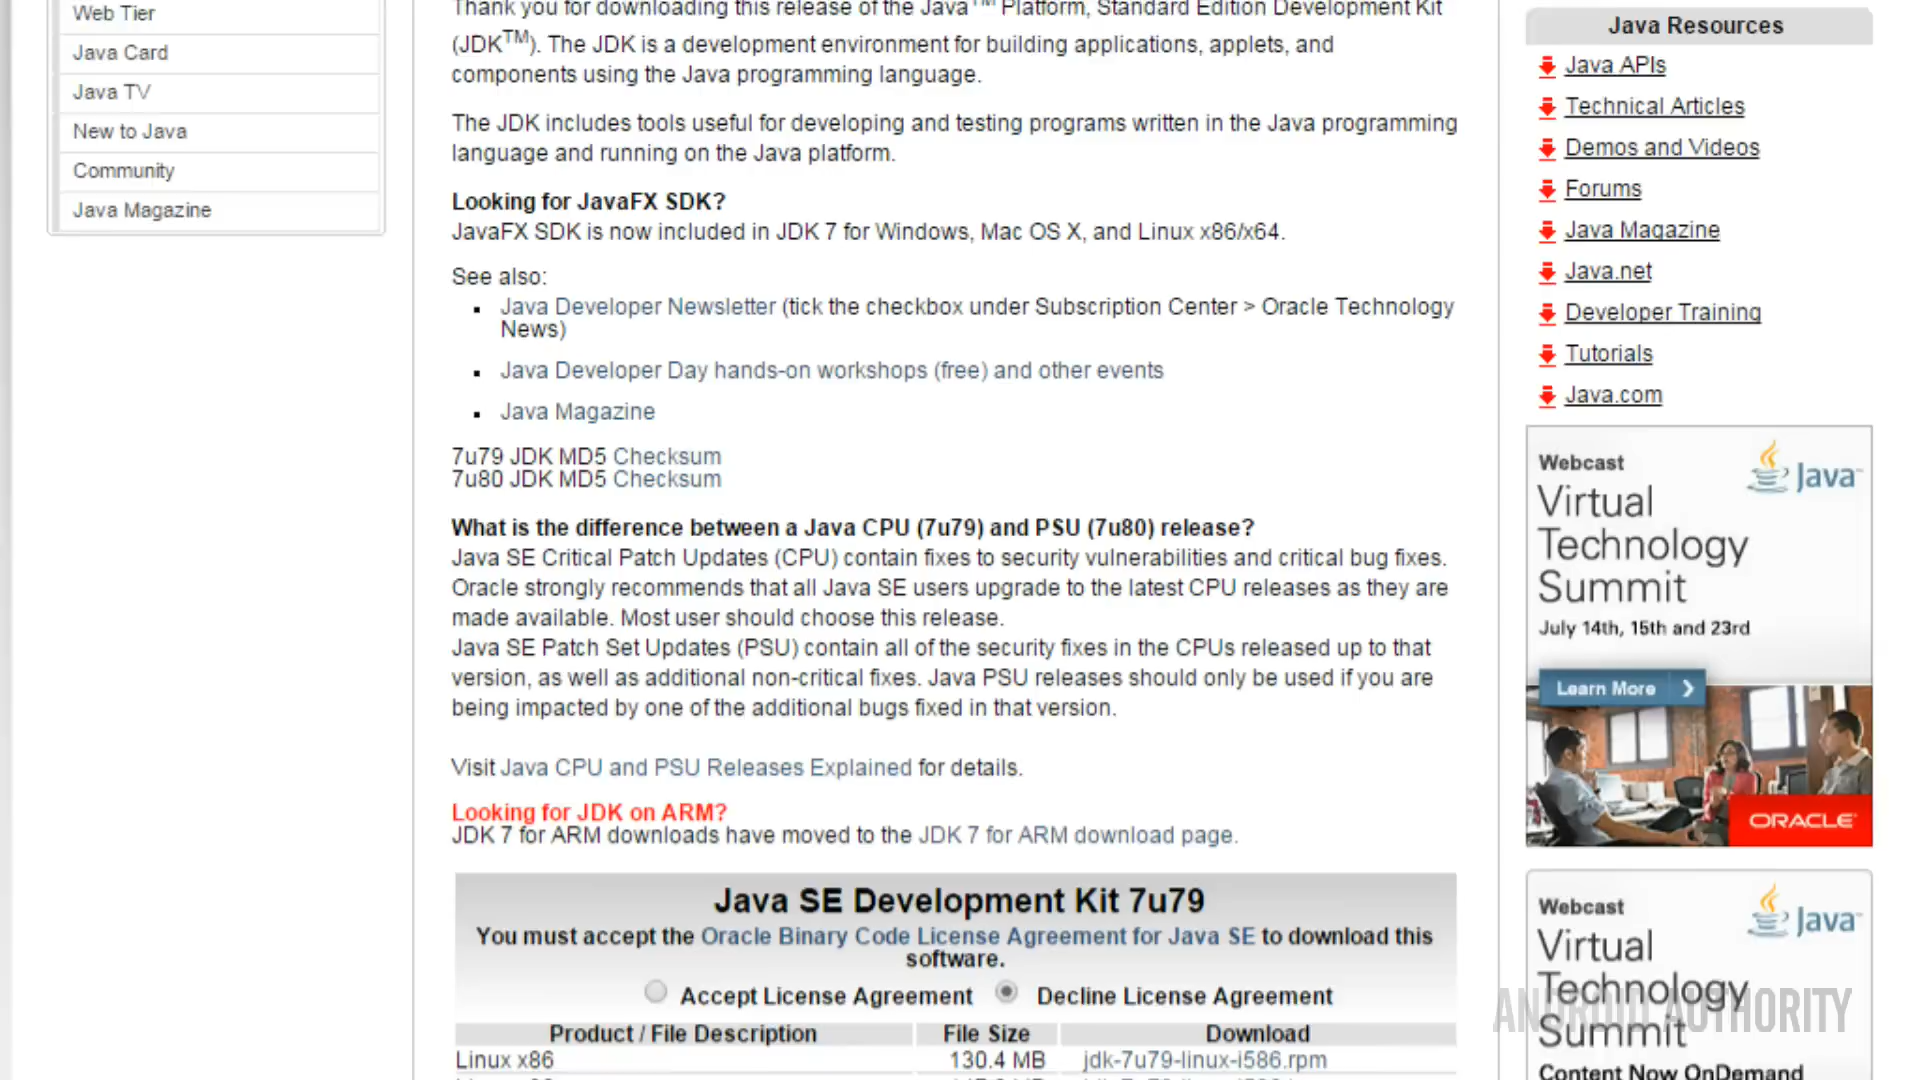 Web Tier
Java Card
Java TV
New to Java
Community
Java Magazine
Thank you for downloading this release of the Java™ Platform, Standard Edition Development Kit
(JDK™). The JDK is a development environment for building applications, applets, and
components using the Java programming language.
The JDK includes tools useful for developing and testing programs written in the Java programming
language and running on the Java platform.
Looking for JavaFX SDK?
JavaFX SDK is now included in JDK 7 for Windows, Mac OS X, and Linux x86/x64.
See also:
Java Developer Newsletter (tick the checkbox under Subscription Center > Oracle Technology
News)
Java Developer Day hands-on workshops (free) and other events
Java Magazine
7u79 JDK MD5 Checksum
7u80 JDK MD5 Checksum
What is the difference between a Java CPU (7u79) and PSU (7u80) release?
Java SE Critical Patch Updates (CPU) contain fixes to security vulnerabilities and critical bug fixes.
Oracle strongly recommends that all Java SE users upgrade to the latest CPU releases as they are
made available. Most user should choose this release.
Java SE Patch Set Updates (PSU) contain all of the security fixes in the CPUs released up to that
version, as well as additional non-critical fixes. Java PSU releases should only be used if you are
being impacted by one of the additional bugs fixed in that version.
Visit Java CPU and PSU Releases Explained for details.
Looking for JDK on ARM?
JDK 7 for ARM downloads have moved to the JDK 7 for ARM download page.
Java SE Development Kit 7u79
You must accept the Oracle Binary Code License Agreement for Java SE to download this
software.
Accept License Agreement Decline License Agreement
Product / File Description File Size Download
Linux x86 130.4 MB jdk-7u79-linux-i586.rpm
Java Resources
Java APIs
Technical Articles
Demos and Videos
Forums
Java Magazine
Java.net
Developer Training
Tutorials
Java.com
Webcast
Java™
Virtual
Technology
Summit
July 14th, 15th and 23rd
Learn More
ORACLE
Webcast
Java™
Virtual
Technology
Summit
Content Now OnDemand
ANDROID AUTHORITY